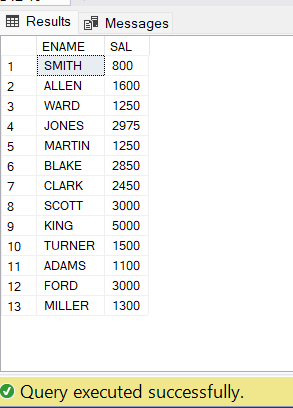 Results Messages
ENAME SAL
1 SMITH 800
2 ALLEN 1600
3 WARD 1250
4 JONES 2975
5 MARTIN 1250
6 BLAKE 2850
7 CLARK 2450
8 SCOTT 3000
9 KING 5000
10 TURNER 1500
11 ADAMS 1100
12 FORD 3000
13 MILLER 1300
Query executed successfully.